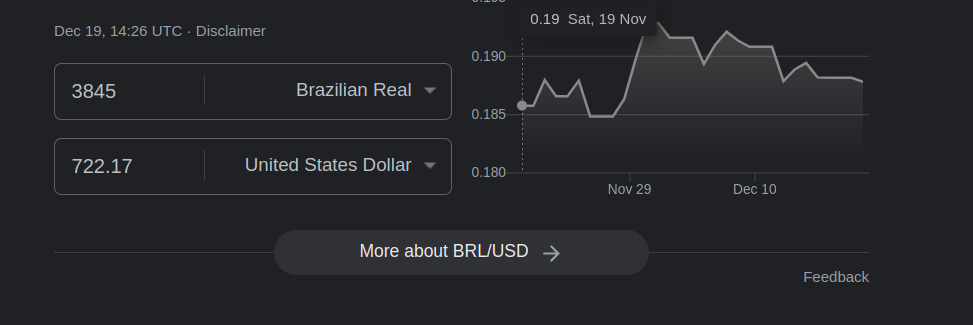 0.19 Sat, 19 Nov
Dec 19, 14:26 UTC · Disclaimer
0.190
3845 Brazilian Real
0.185
722.17 United States Dollar
0.180
Nov 29 Dec 10
More about BRL/USD
Feedback